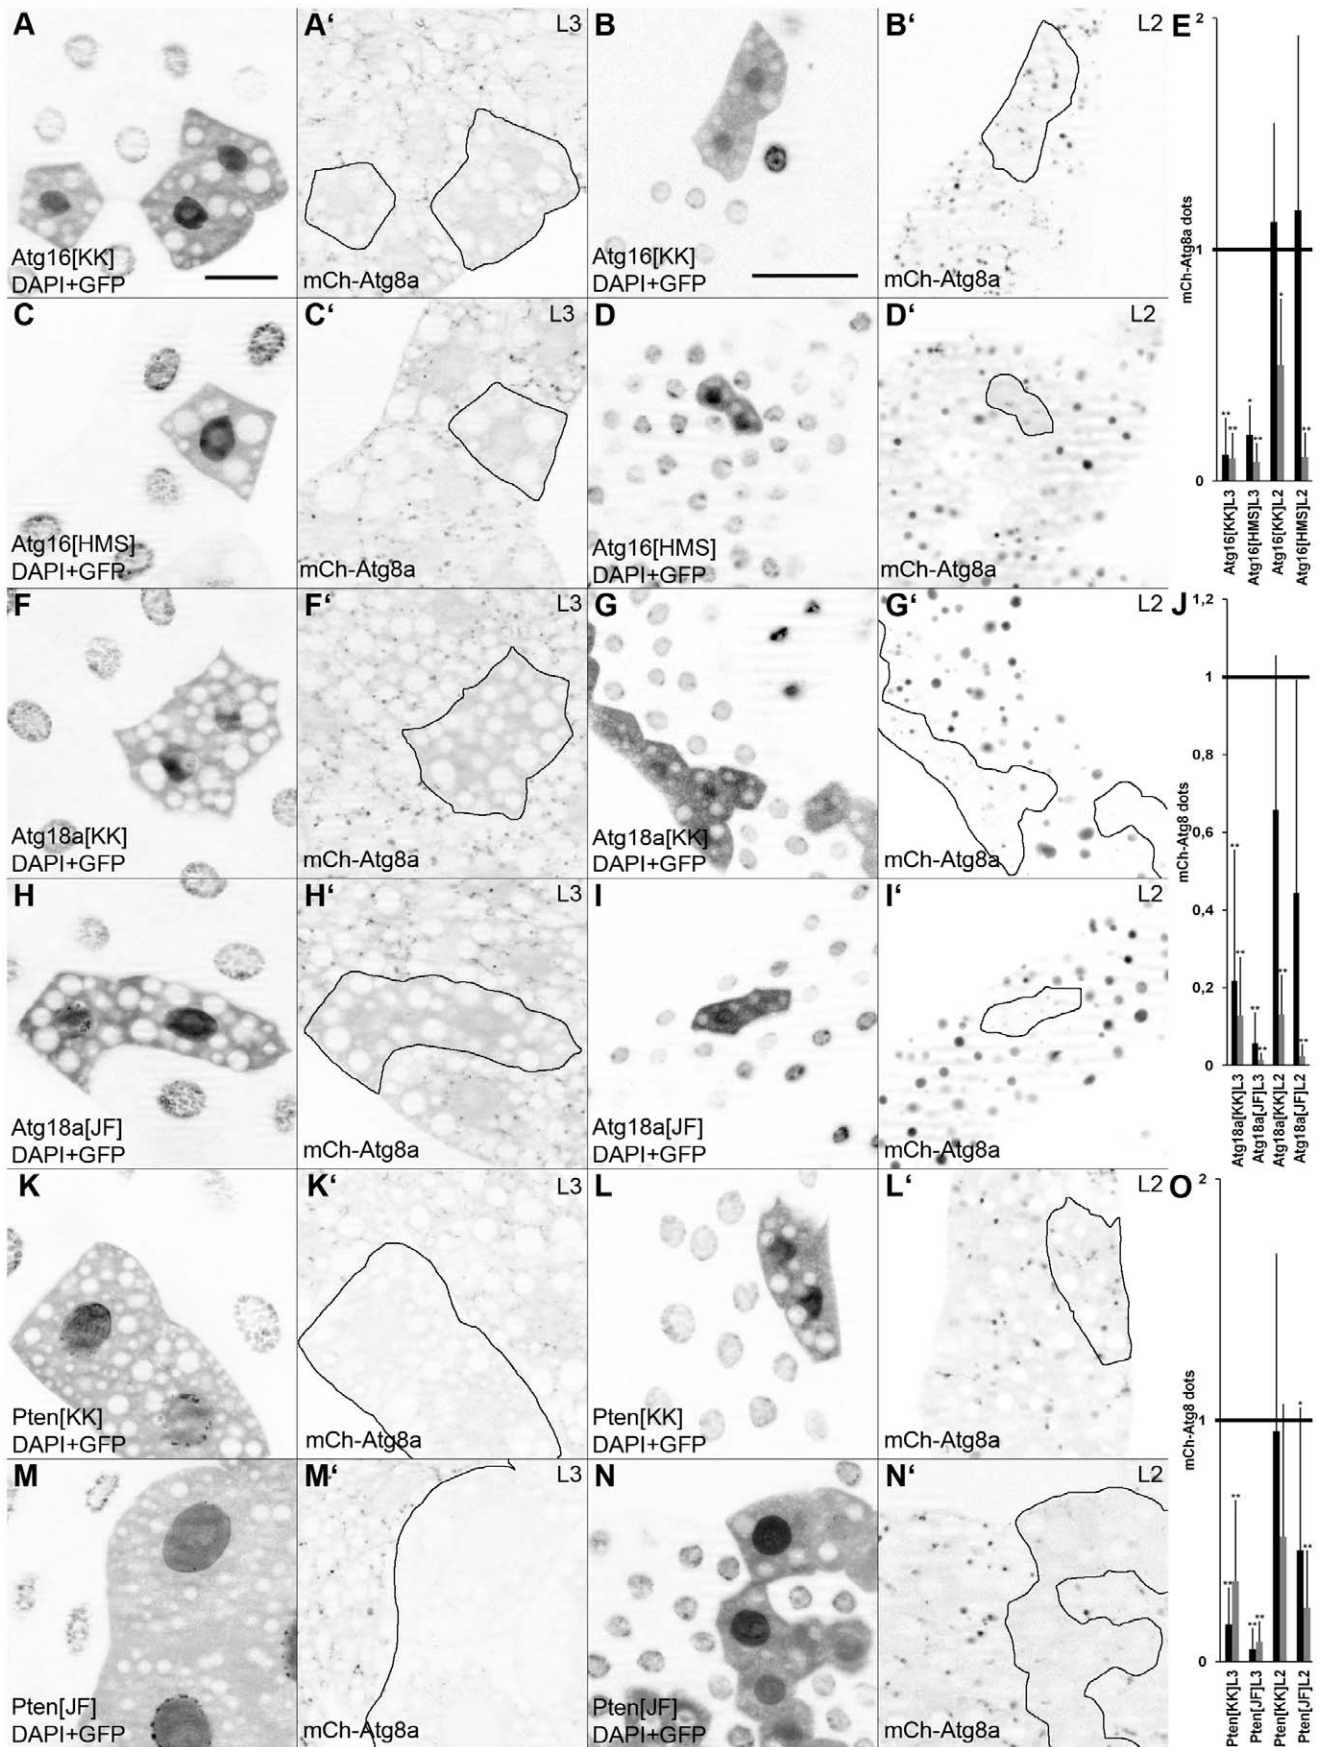 A
Atg16[KK]
DAPI+GFP
A‘
L3
mCh-Atg8a
B
Atg16[KK]
DAPI+GFP
B‘
L2
mCh-Atg8a
E
2
1
0
mCh-Atg8a dots
** ** * ** *
**
Atg16[KK]L3
Atg16[HMS]L3
Atg16[KK]L2
Atg16[HMS]L2
C
Atg16[HMS]
DAPI+GFP
C‘
L3
mCh-Atg8a
D
Atg16[HMS]
DAPI+GFP
D‘
L2
mCh-Atg8a
F
Atg18a[KK]
DAPI+GFP
F‘
L3
mCh-Atg8a
G
Atg18a[KK]
DAPI+GFP
G‘
L2
mCh-Atg8a
J
1,2
1
0,8
0,6
0,4
0,2
0
mCh-Atg8 dots
** ** ** ** ** **
Atg18a[KK]L3
Atg18a[JF]L3
Atg18a[KK]L2
Atg18a[JF]L2
H
Atg18a[JF]
DAPI+GFP
H‘
L3
mCh-Atg8a
I
Atg18a[JF]
DAPI+GFP
I‘
L2
mCh-Atg8a
K
Pten[KK]
DAPI+GFP
K‘
L3
mCh-Atg8a
L
Pten[KK]
DAPI+GFP
L‘
L2
mCh-Atg8a
O
2
1
0
mCh-Atg8 dots
** ** ** ** * **
Pten[KK]L3
Pten[JF]L3
Pten[KK]L2
Pten[JF]L2
M
Pten[JF]
DAPI+GFP
M‘
L3
mCh-Atg8a
N
Pten[JF]
DAPI+GFP
N‘
L2
mCh-Atg8a